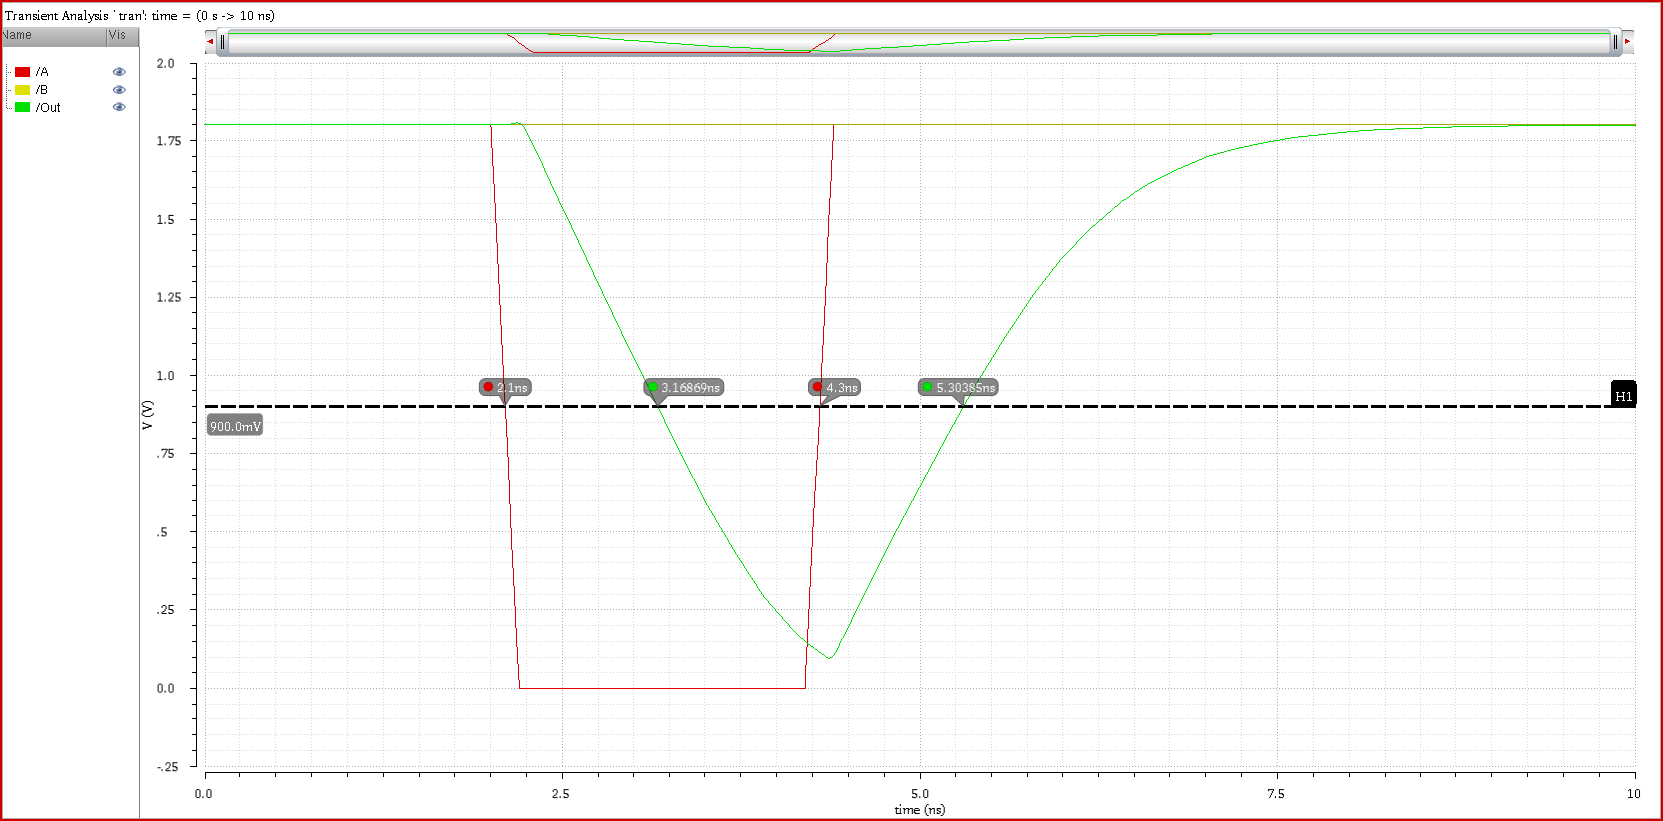 Transient Analysis `tran': time = (0 s -> 10 ns)
Name Vis
/A
/B
/Out
2.0
1.75
1.5
1.25
1.0
.75
.5
.25
0.0
-.25
V (V)
2.1ns 3.16869ns 4.3ns 5.30385ns
H1
900.0mV
0.0 2.5 5.0 7.5 10
time (ns)